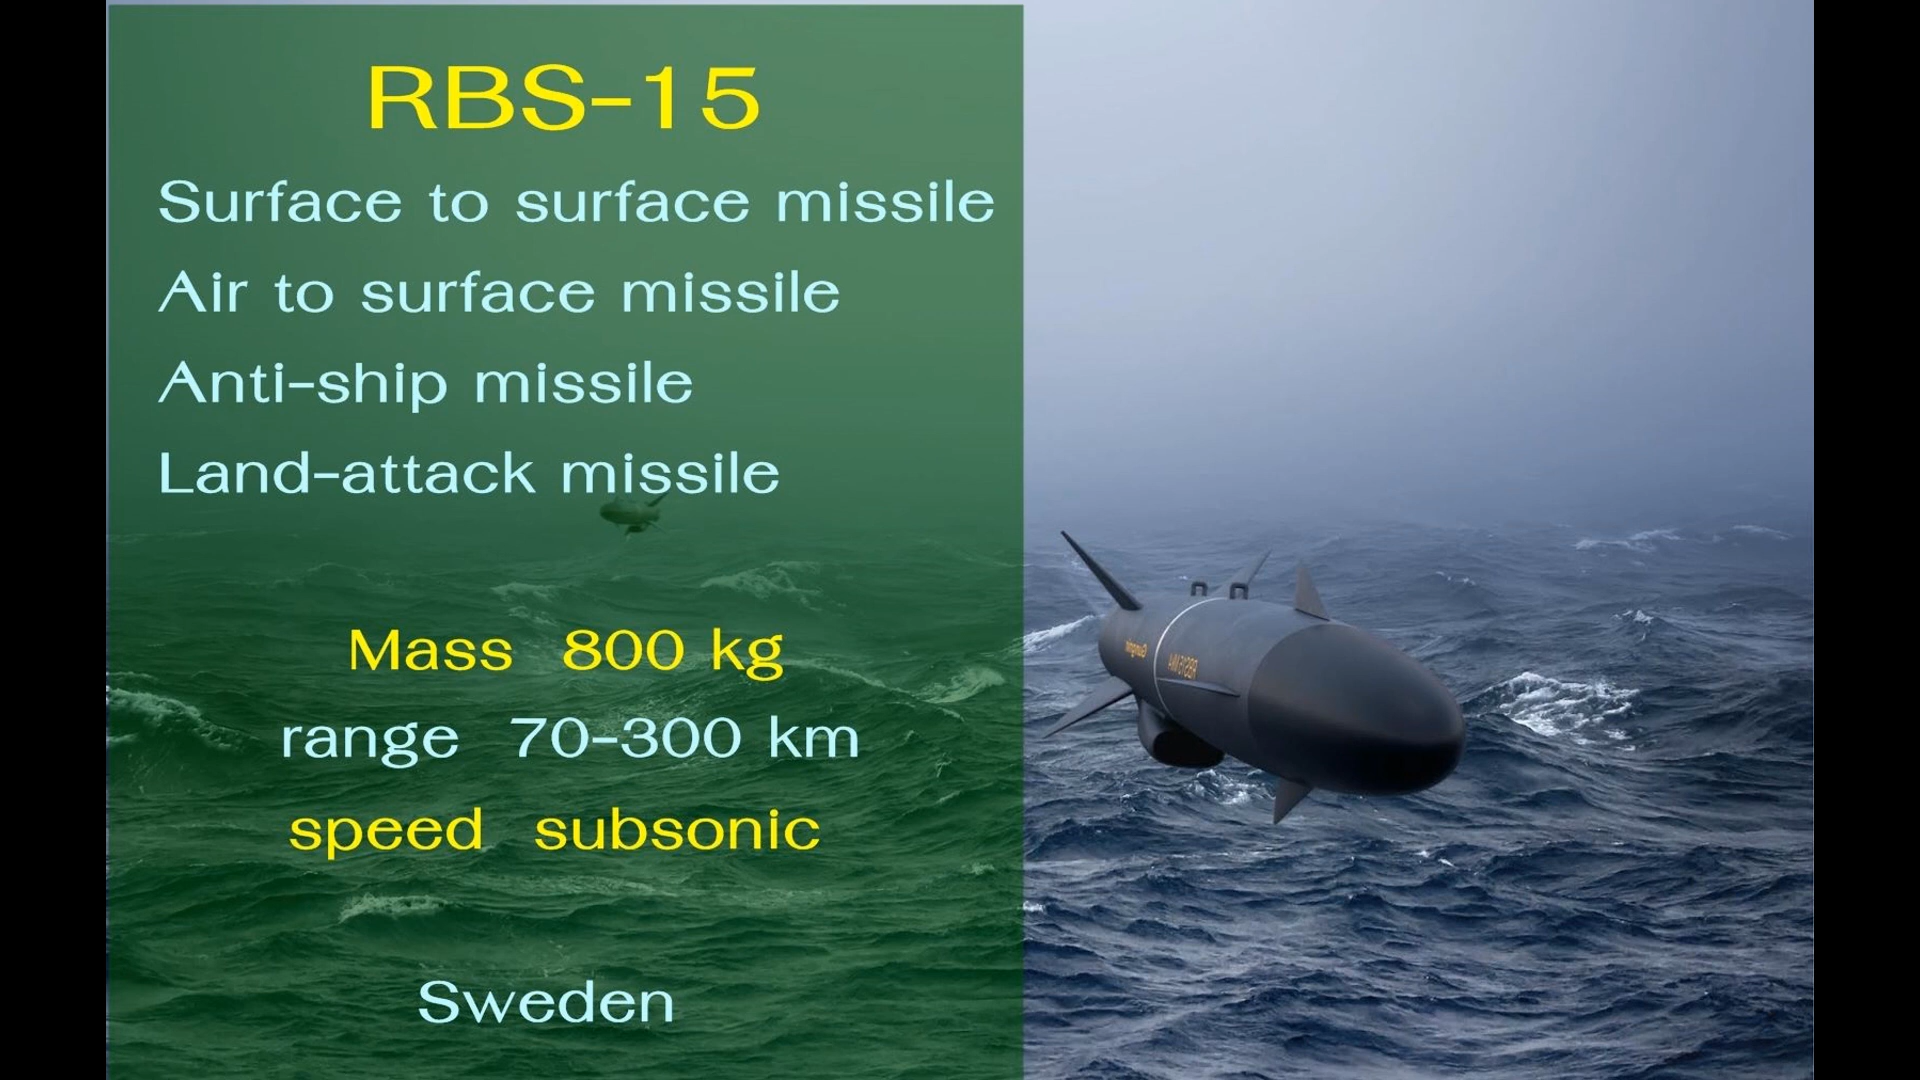 RBS-15
Surface to surface missile
Air to surface missile
Anti-ship missile
Land-attack missile
Mass 800 kg
range 70-300 km
speed subsonic
Sweden